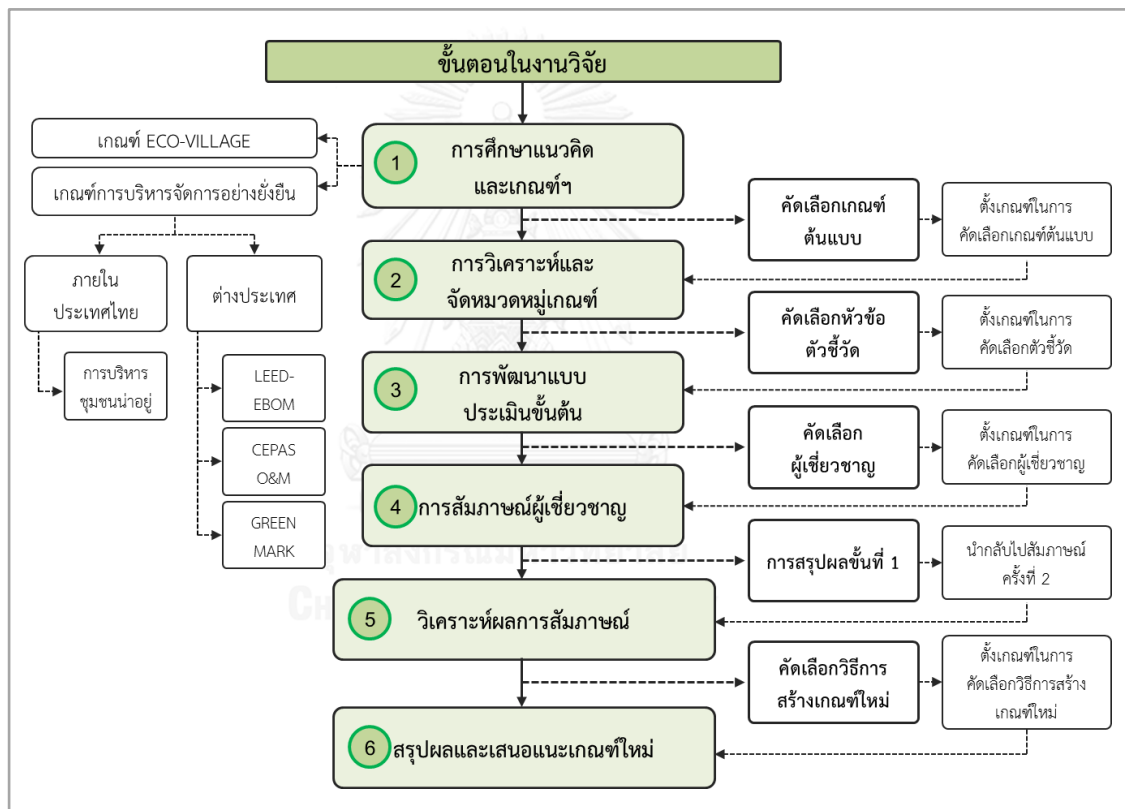 ขั้นตอนในงานวิจัย
1
การศึกษาแนวคิด
และเกณฑ์ฯ
เกณฑ์ ECO-VILLAGE
เกณฑ์การบริหารจัดการอย่างยั่งยืน
ภายใน
ประเทศไทย
ต่างประเทศ
การบริหาร
ชุมชนน่าอยู่
LEED-
EBOM
CEPAS
O&M
GREEN
MARK
คัดเลือกเกณฑ์
ต้นแบบ
ตั้งเกณฑ์ในการ
คัดเลือกเกณฑ์ต้นแบบ
2
การวิเคราะห์และ
จัดหมวดหมู่เกณฑ์
คัดเลือกหัวข้อ
ตัวชี้วัด
ตั้งเกณฑ์ในการ
คัดเลือกตัวชี้วัด
3
การพัฒนาแบบ
ประเมินขั้นต้น
คัดเลือก
ผู้เชี่ยวชาญ
ตั้งเกณฑ์ในการ
คัดเลือกผู้เชี่ยวชาญ
4
การสัมภาษณ์ผู้เชี่ยวชาญ
การสรุปผลขั้นที่ 1
นำกลับไปสัมภาษณ์
ครั้งที่ 2
5
วิเคราะห์ผลการสัมภาษณ์
คัดเลือกวิธีการ
สร้างเกณฑ์ใหม่
ตั้งเกณฑ์ในการ
คัดเลือกวิธีการสร้าง
เกณฑ์ใหม่
6
สรุปผลและเสนอแนะเกณฑ์ใหม่